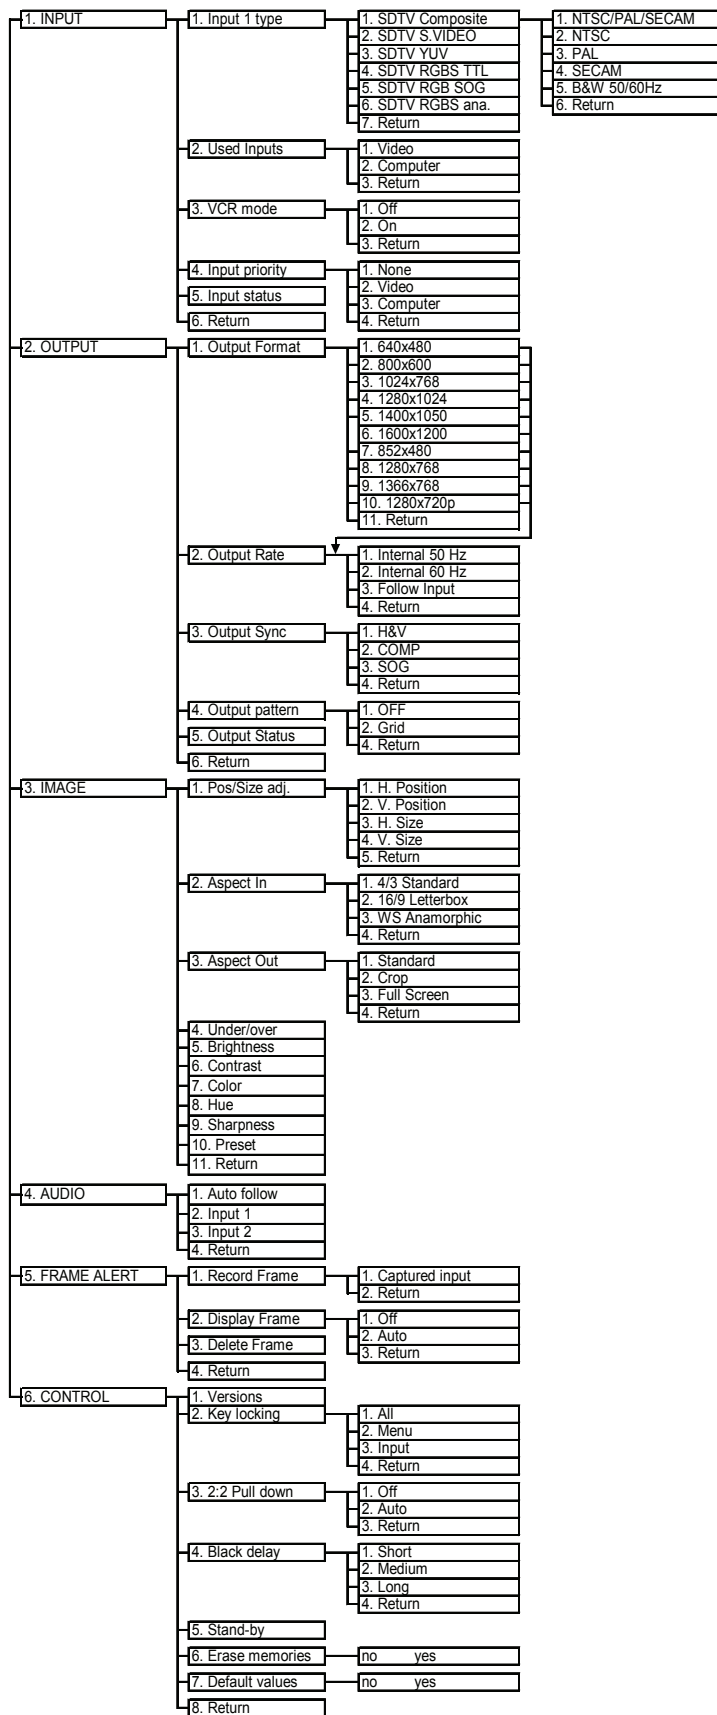 1. INPUT
1. Input 1 type
1. SDTV Composite
1. NTSC/PAL/SECAM
2. NTSC
3. PAL
4. SECAM
5. B&W 50/60Hz
6. Return
2. SDTV S.VIDEO
3. SDTV YUV
4. SDTV RGBS TTL
5. SDTV RGB SOG
6. SDTV RGBS ana.
7. Return
2. Used Inputs
1. Video
2. Computer
3. Return
3. VCR mode
1. Off
2. On
3. Return
4. Input priority
1. None
2. Video
3. Computer
4. Return
5. Input status
6. Return
2. OUTPUT
1. Output Format
1. 640x480
2. 800x600
3. 1024x768
4. 1280x1024
5. 1400x1050
6. 1600x1200
7. 852x480
8. 1280x768
9. 1366x768
10. 1280x720p
11. Return
2. Output Rate
1. Internal 50 Hz
2. Internal 60 Hz
3. Follow Input
4. Return
3. Output Sync
1. H&V
2. COMP
3. SOG
4. Return
4. Output pattern
1. OFF
2. Grid
4. Return
5. Output Status
6. Return
3. IMAGE
1. Pos/Size adj.
1. H. Position
2. V. Position
3. H. Size
4. V. Size
5. Return
2. Aspect In
1. 4/3 Standard
2. 16/9 Letterbox
3. WS Anamorphic
4. Return
3. Aspect Out
1. Standard
2. Crop
3. Full Screen
4. Return
4. Under/over
5. Brightness
6. Contrast
7. Color
8. Hue
9. Sharpness
10. Preset
11. Return
4. AUDIO
1. Auto follow
2. Input 1
3. Input 2
4. Return
5. FRAME ALERT
1. Record Frame
1. Captured input
2. Return
2. Display Frame
1. Off
2. Auto
3. Return
3. Delete Frame
4. Return
6. CONTROL
1. Versions
2. Key locking
1. All
2. Menu
3. Input
4. Return
3. 2:2 Pull down
1. Off
2. Auto
3. Return
4. Black delay
1. Short
2. Medium
3. Long
4. Return
5. Stand-by
6. Erase memories
no yes
7. Default values
no yes
8. Return